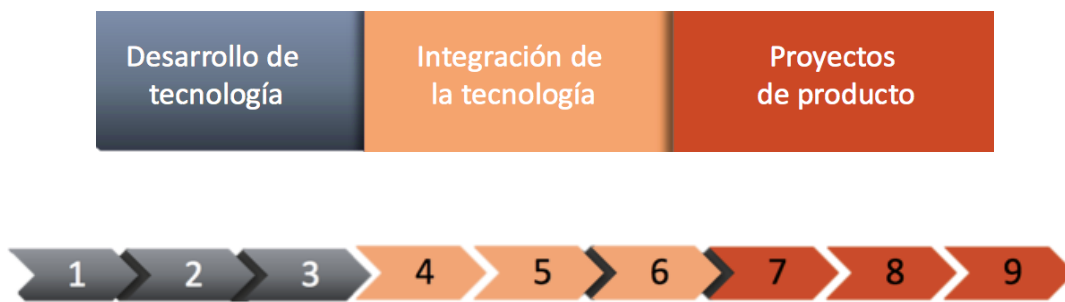 Desarrollo de
tecnología
Integración de
la tecnología
Proyectos
de producto
1 2 3 4 5 6 7 8 9